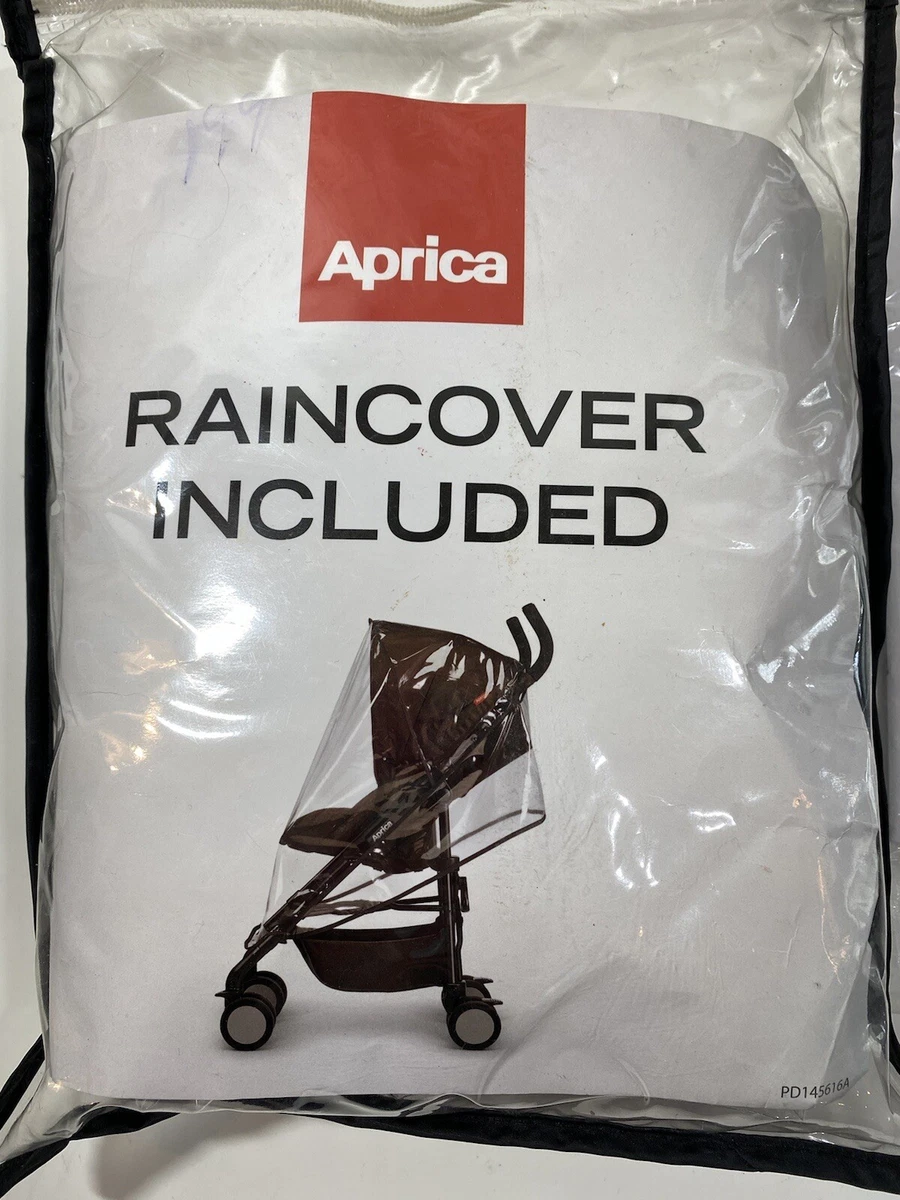 Aprica
RAINCOVER
INCLUDED
Aprica
PD145616A